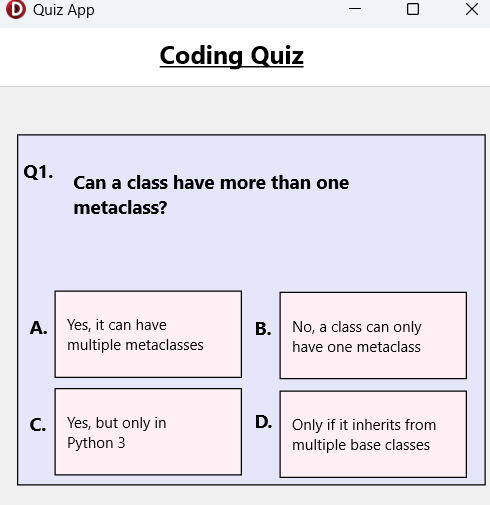 D Quiz App
Coding Quiz
Q1.
Can a class have more than one
metaclass?
A.
Yes, it can have
multiple metaclasses
B.
No, a class can only
have one metaclass
C.
Yes, but only in
Python 3
D.
Only if it inherits from
multiple base classes